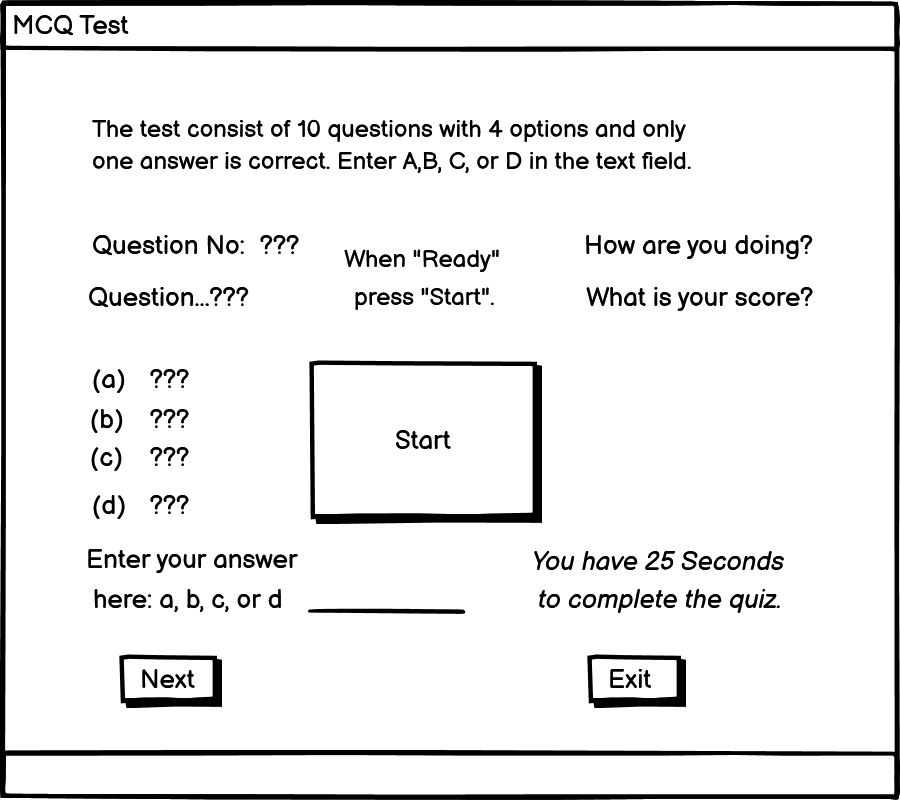 MCQ Test
The test consist of 10 questions with 4 options and only
one answer is correct. Enter A,B, C, or D in the text field.
Question No: ???
When "Ready"
How are you doing?
Question...???
press "Start".
What is your score?
(a) ???
(b) ???
(c) ???
(d) ???
Start
Enter your answer
here: a, b, c, or d
You have 25 Seconds
to complete the quiz.
Next
Exit